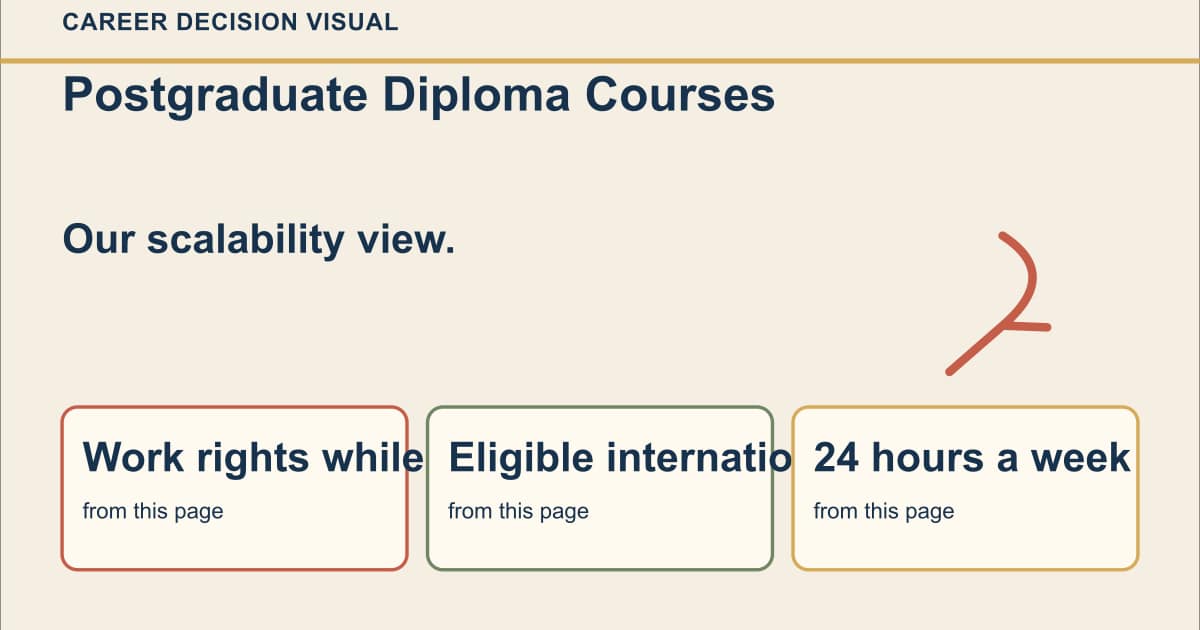 CAREER DECISION VISUAL
Postgraduate Diploma Courses
Our scalability view.
Work rights while Eligible internatio 24 hours a week
from this page from this page from this page